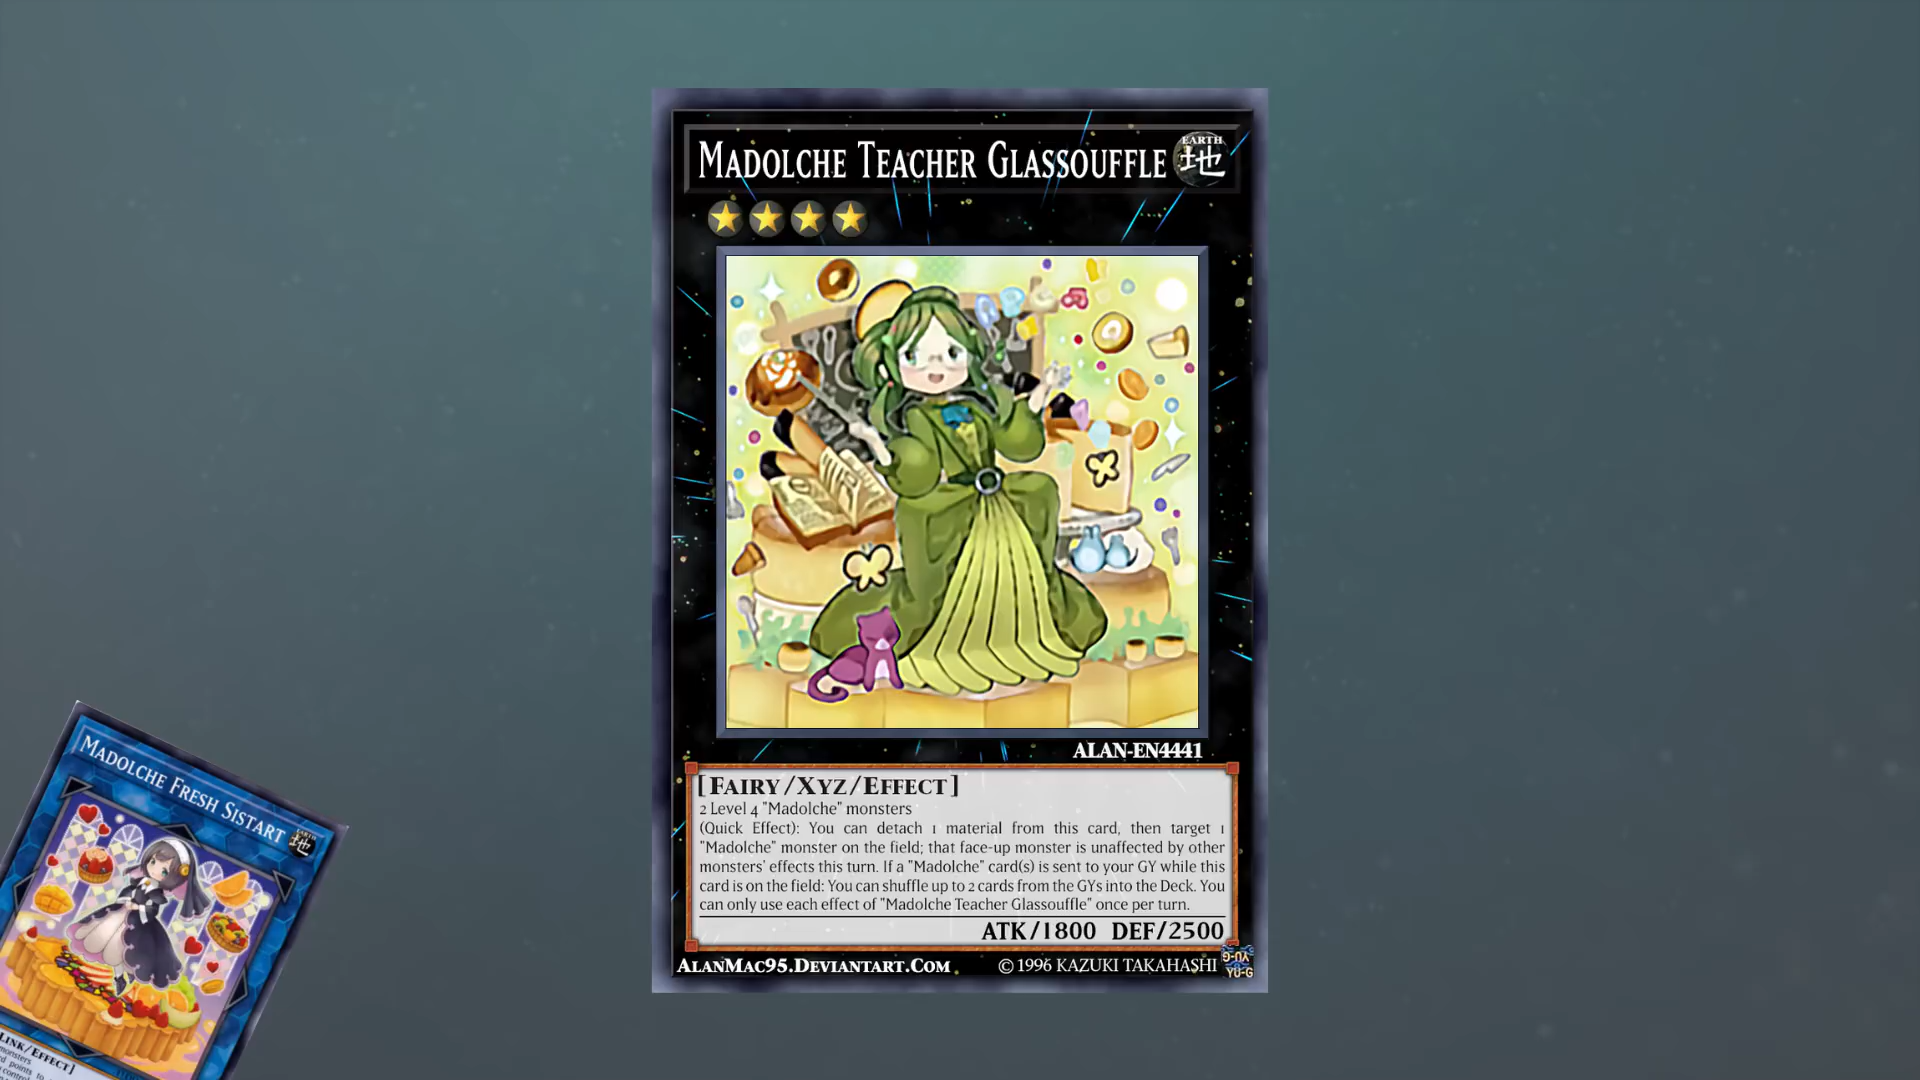 MADOLCHE TEACHER GLASSOUFFLE
EARTH
地
ALAN-EN4441
[FAIRY/XYZ/EFFECT]
2 Level 4 "Madolche" monsters
(Quick Effect): You can detach 1 material from this card, then target 1
"Madolche" monster on the field; that face-up monster is unaffected by other
monsters' effects this turn. If a "Madolche" card(s) is sent to your GY while this
card is on the field: You can shuffle up to 2 cards from the GYs into the Deck. You
can only use each effect of "Madolche Teacher Glassouffle" once per turn.
ATK/1800 DEF/2500
ALANMAC95.DEVIANTART.COM
© 1996 KAZUKI TAKAHASHI
MADOLCHE FRESH SISTART
EARTH
地
LINK/EFFECT]
monsters